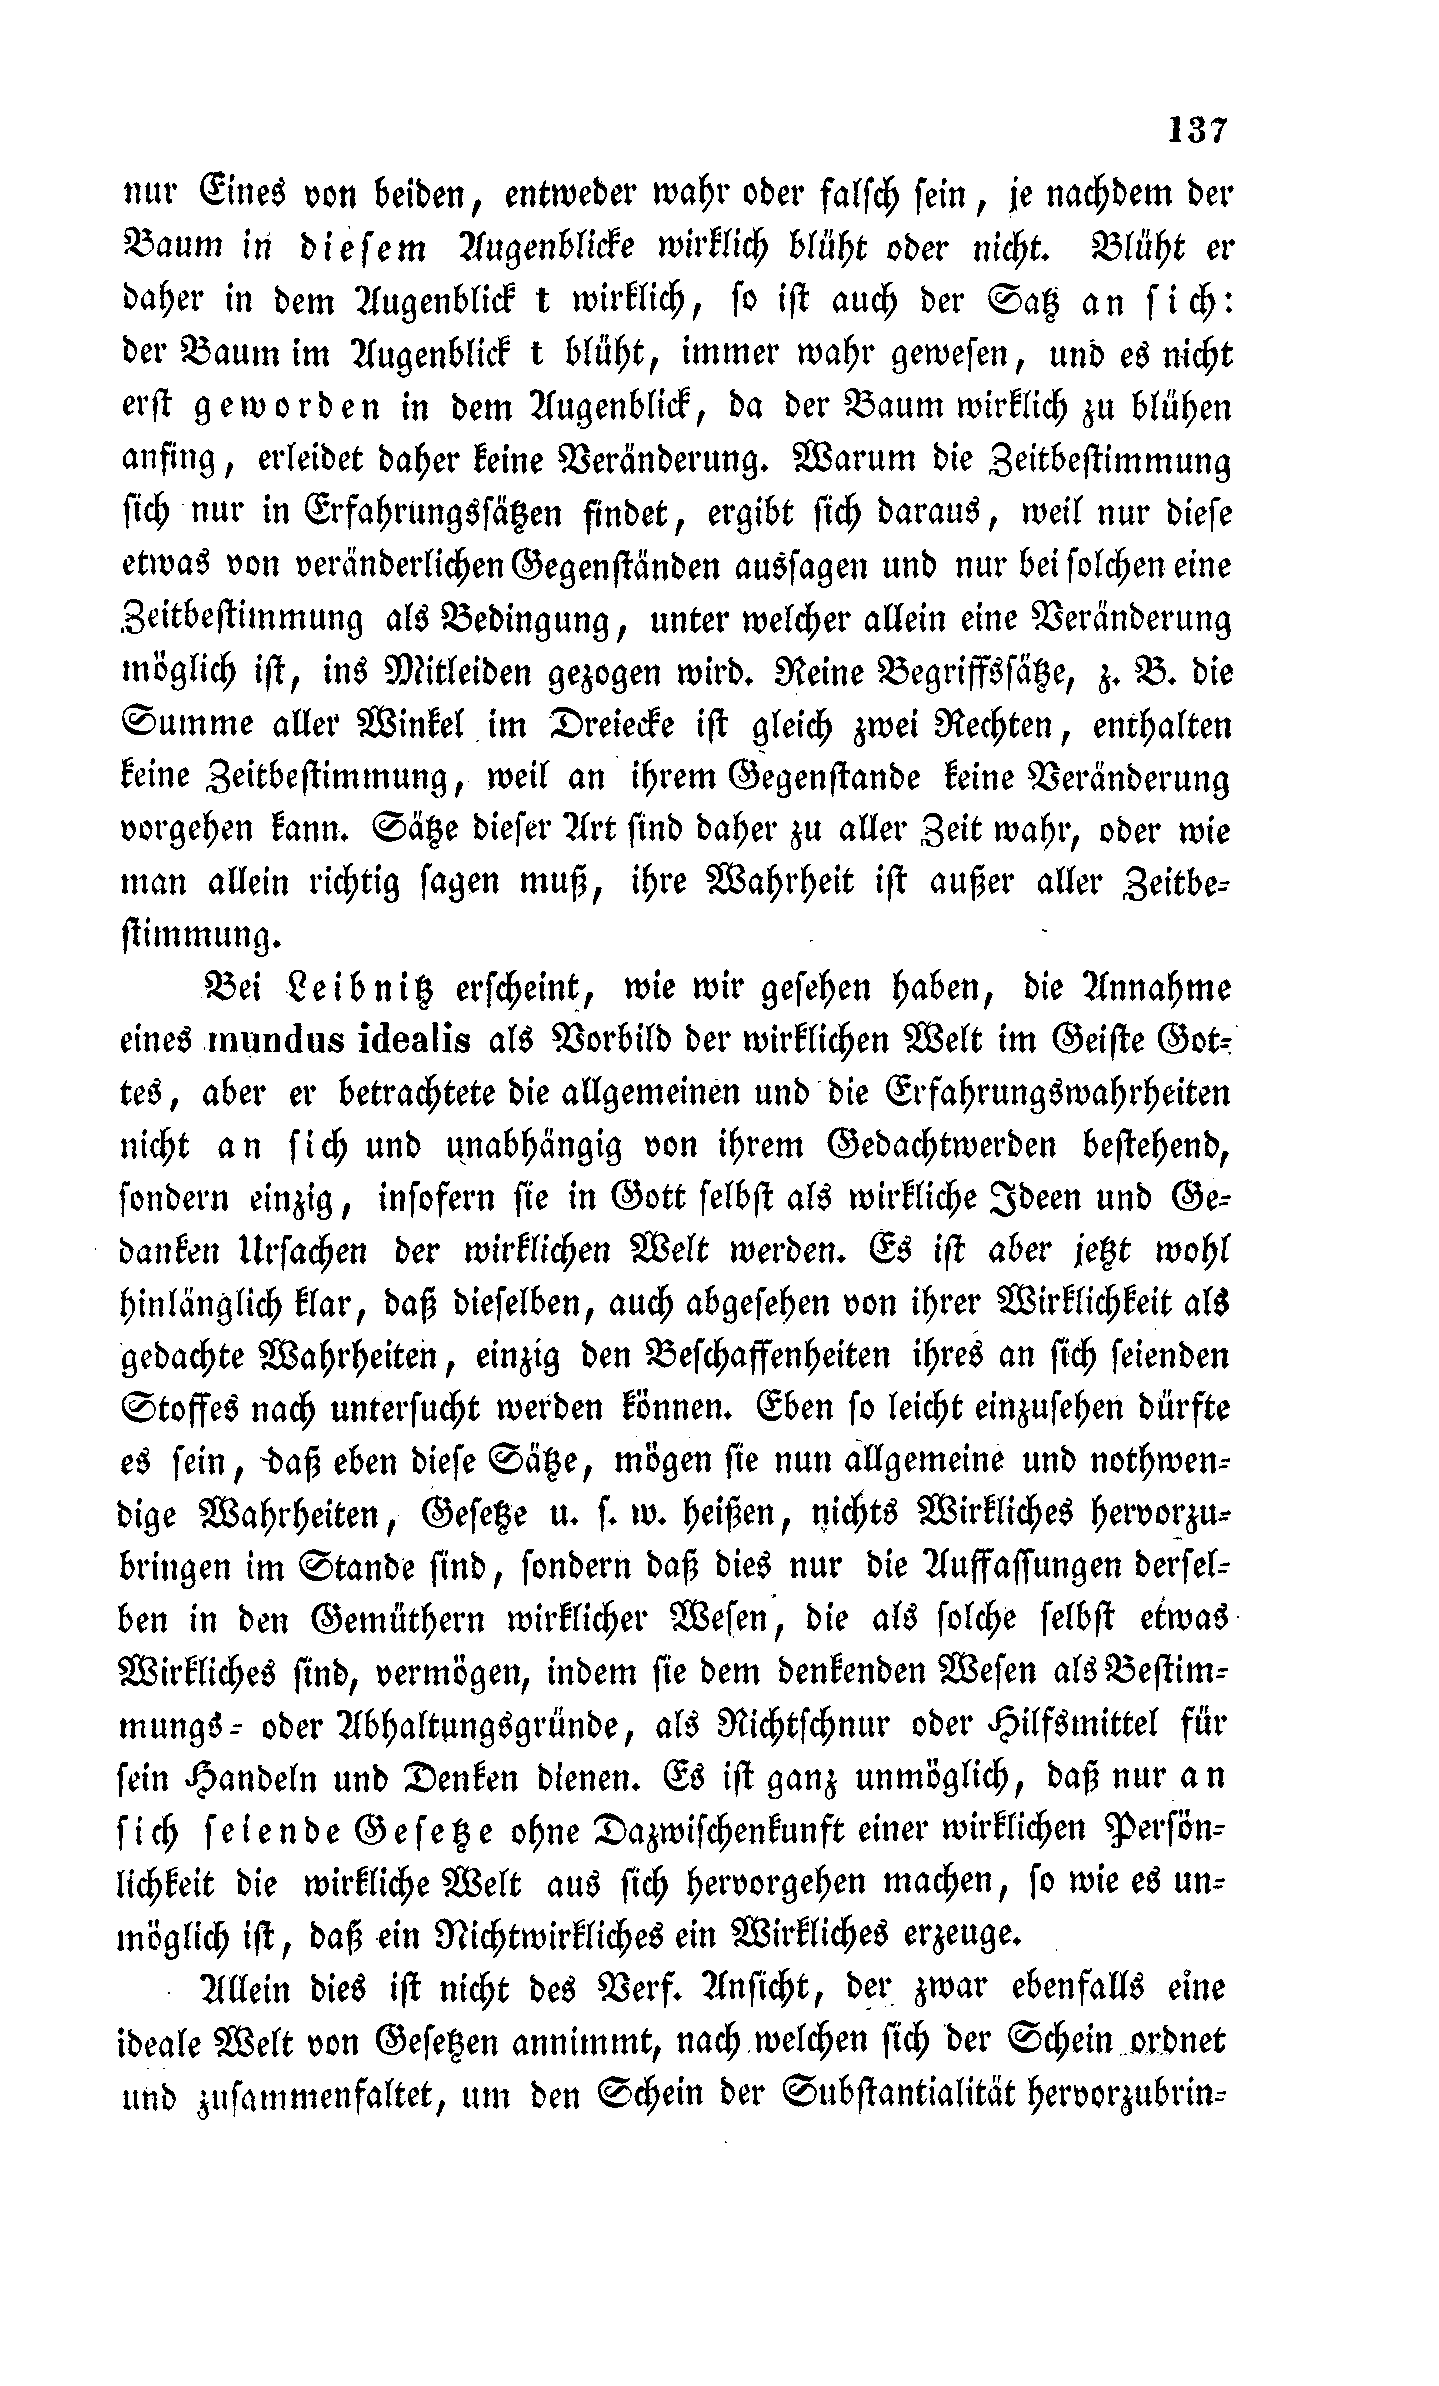 137
nur Eines von beiden, entweder wahr oder falsch sein, je nachdem der
Baum in diesem Augenblicke wirklich blüht oder nicht. Blüht er
daher in dem Augenblick t wirklich, so ist auch der Satz an sich:
der Baum im Augenblick t blüht, immer wahr gewesen, und es nicht
erst geworden in dem Augenblick, da der Baum wirklich zu blühen
anfing, erleidet daher keine Veränderung. Warum die Zeitbestimmung
sich nur in Erfahrungssätzen findet, ergibt sich daraus, weil nur diese
etwas von veränderlichen Gegenständen aussagen und nur bei solchen eine
Zeitbestimmung als Bedingung, unter welcher allein eine Veränderung
möglich ist, ins Mitleiden gezogen wird. Reine Begriffssätze, z. B. die
Summe aller Winkel im Dreiecke ist gleich zwei Rechten, enthalten
keine Zeitbestimmung, weil an ihrem Gegenstande keine Veränderung
vorgehen kann. Sätze dieser Art sind daher zu aller Zeit wahr, oder wie
man allein richtig sagen muß, ihre Wahrheit ist außer aller Zeitbe-
stimmung.
Bei Leibnitz erscheint, wie wir gesehen haben, die Annahme
eines mundus idealis als Vorbild der wirklichen Welt im Geiste Got-
tes, aber er betrachtete die allgemeinen und die Erfahrungswahrheiten
nicht an sich und unabhängig von ihrem Gedachtwerden bestehend,
sondern einzig, insofern sie in Gott selbst als wirkliche Ideen und Ge-
danken Ursachen der wirklichen Welt werden. Es ist aber jetzt wohl
hinlänglich klar, daß dieselben, auch abgesehen von ihrer Wirklichkeit als
gedachte Wahrheiten, einzig den Beschaffenheiten ihres an sich seienden
Stoffes nach untersucht werden können. Eben so leicht einzusehen dürfte
es sein, daß eben diese Sätze, mögen sie nun allgemeine und nothwen-
dige Wahrheiten, Gesetze u. s. w. heißen, nichts Wirkliches hervorzu-
bringen im Stande sind, sondern daß dies nur die Auffassungen dersel-
ben in den Gemüthern wirklicher Wesen, die als solche selbst etwas
Wirkliches sind, vermögen, indem sie dem denkenden Wesen als Bestim-
mungs- oder Abhaltungsgründe, als Richtschnur oder Hilfsmittel für
sein Handeln und Denken dienen. Es ist ganz unmöglich, daß nur an
sich seiende Gesetze ohne Dazwischenkunft einer wirklichen Persön-
lichkeit die wirkliche Welt aus sich hervorgehen machen, so wie es un-
möglich ist, daß ein Nichtwirkliches ein Wirkliches erzeuge.
Allein dies ist nicht des Verf. Ansicht, der zwar ebenfalls eine
ideale Welt von Gesetzen annimmt, nach welchen sich der Schein ordnet
und zusammenfaltet, um den Schein der Substantialität hervorzubrin-